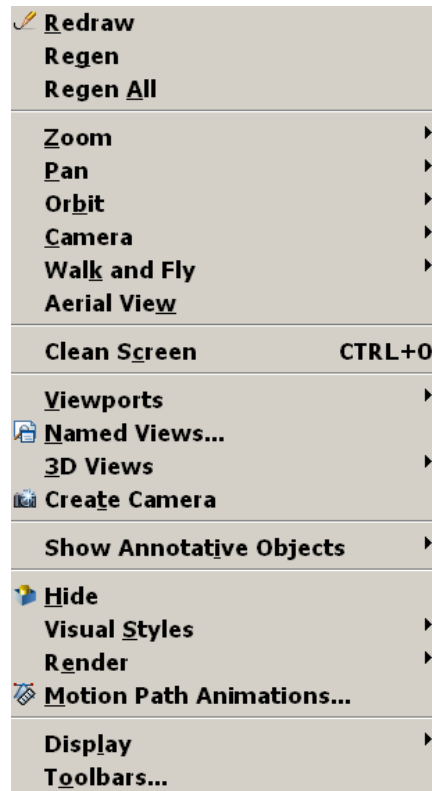 Redraw
Regen
Regen All
Zoom
Pan
Orbit
Camera
Walk and Fly
Aerial View
Clean Screen CTRL+0
Viewports
Named Views...
3D Views
Create Camera
Show Annotative Objects
Hide
Visual Styles
Render
Motion Path Animations...
Display
Toolbars...